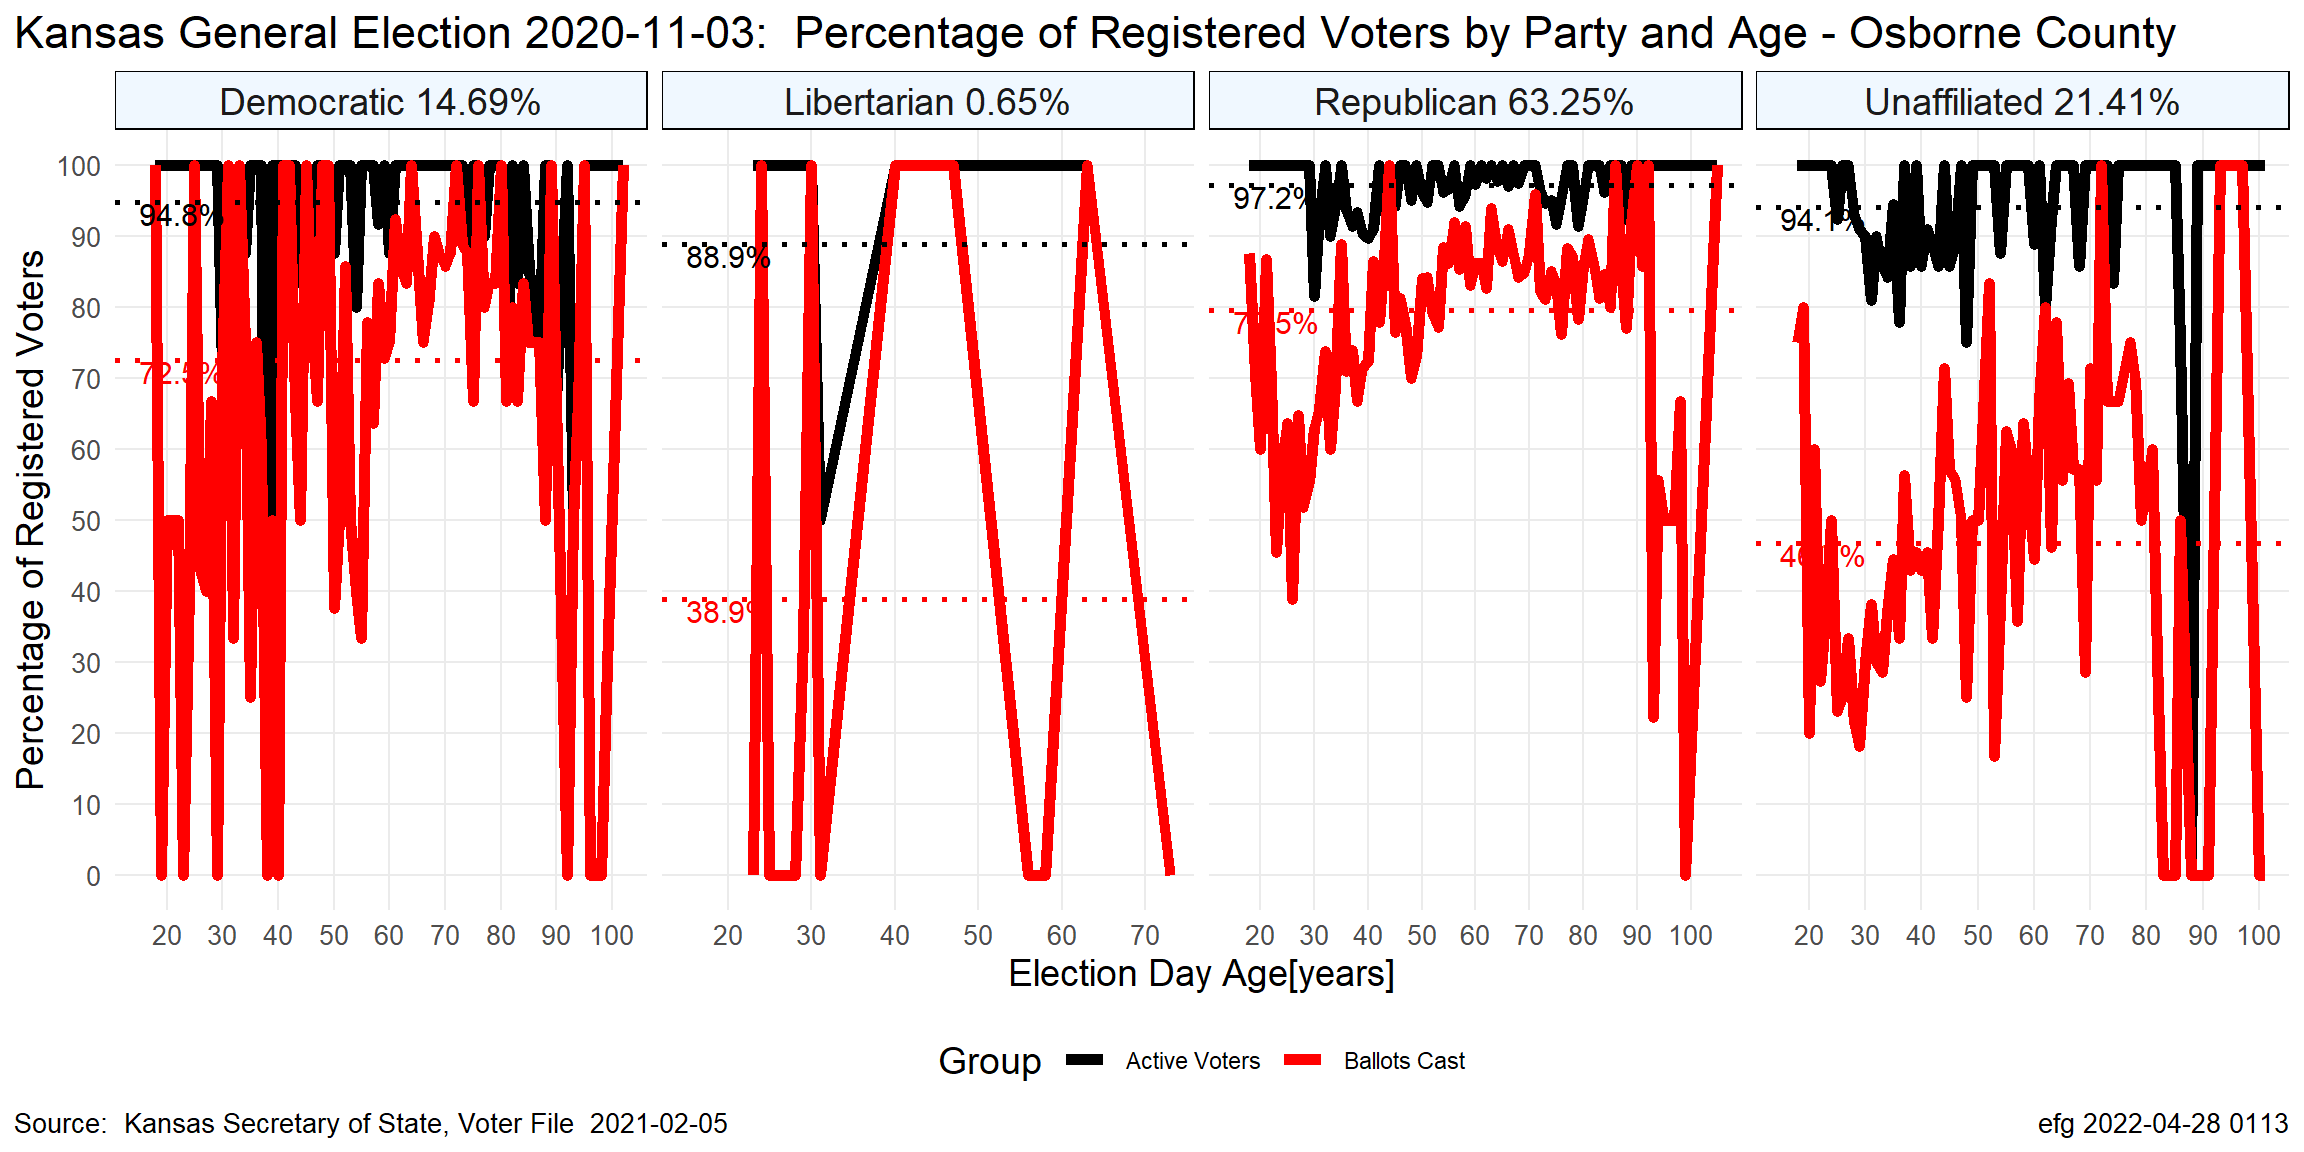 Kansas General Election 2020-11-03:  Percentage of Registered Voters by Party and Age - Osborne County
Democratic 14.69%
Libertarian 0.65%
Republican 63.25%
Unaffiliated 21.41%
Percentage of Registered Voters
100
90
80
70
60
50
40
30
20
10
0
94.8%
72.5%
88.9%
38.9%
97.2%
94.1%
20 30 40 50 60 70 80 90 100
20 30 40 50 60 70
20 30 40 50 60 70 80 90 100
20 30 40 50 60 70 80 90 100
Election Day Age[years]
Group Active Voters Ballots Cast
Source:  Kansas Secretary of State, Voter File  2021-02-05
efg 2022-04-28 0113